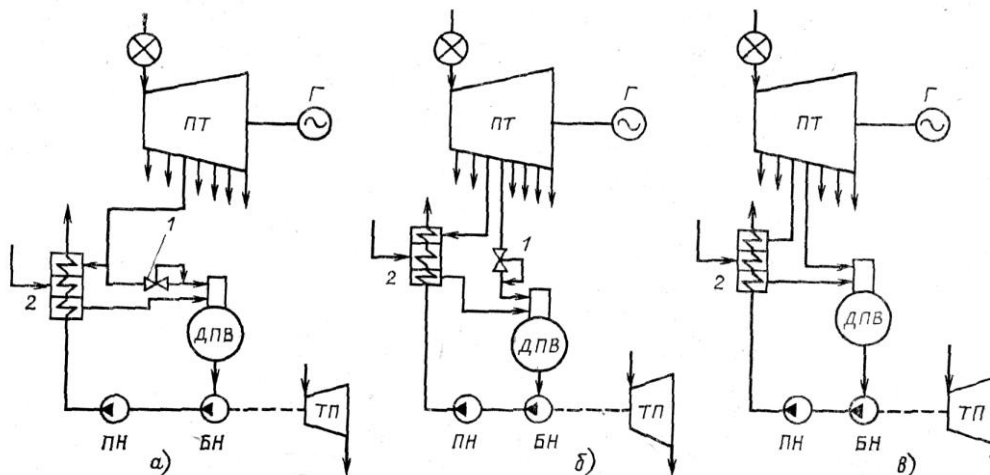 Г Г Г
ПТ ПТ ПТ
1 1
2 2 2
ДПВ ДПВ ДПВ
ТП ТП ТП
ПН БН ПН БН ПН БН
а) б) в)